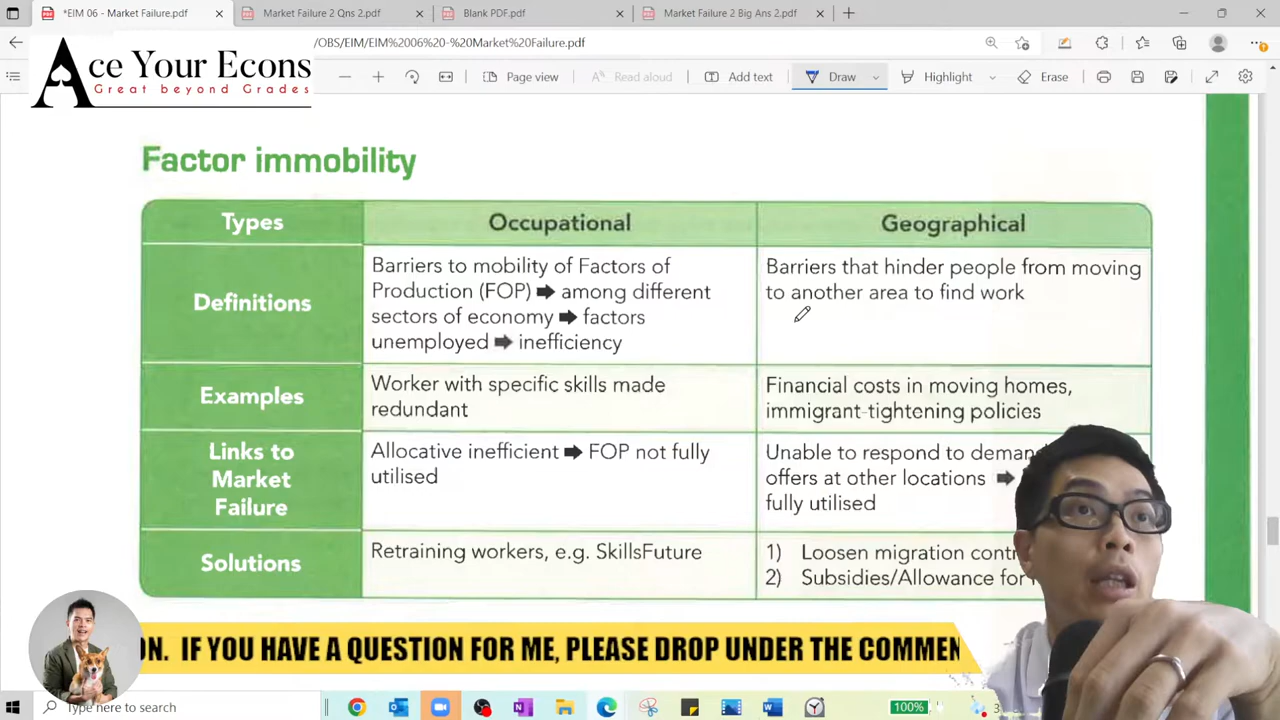 *EIM 06 - Market Failure.pdf
Market Failure 2 Qns 2.pdf
Blank PDF.pdf
Market Failure 2 Big Ans 2.pdf
/OBS/EIM/EIM%2006%20-%20Market%20Failure.pdf
Ace Your Econs
Great beyond Grades
Page view
Read aloud
Add text
Draw
Highlight
Erase
Factor immobility
Types
Occupational
Geographical
Definitions
Barriers to mobility of Factors of
Production (FOP) ➡ among different
sectors of economy ➡ factors
unemployed ➡ inefficiency
Barriers that hinder people from moving
to another area to find work
Examples
Worker with specific skills made
redundant
Financial costs in moving homes,
immigrant-tightening policies
Links to
Market
Failure
Allocative inefficient ➡ FOP not fully
utilised
Unable to respond to deman
offers at other locations ➡
fully utilised
Solutions
Retraining workers, e.g. SkillsFuture
1) Loosen migration cont
2) Subsidies/Allowance for
ON. IF YOU HAVE A QUESTION FOR ME, PLEASE DROP UNDER THE COMMEN
Type here to search
100%